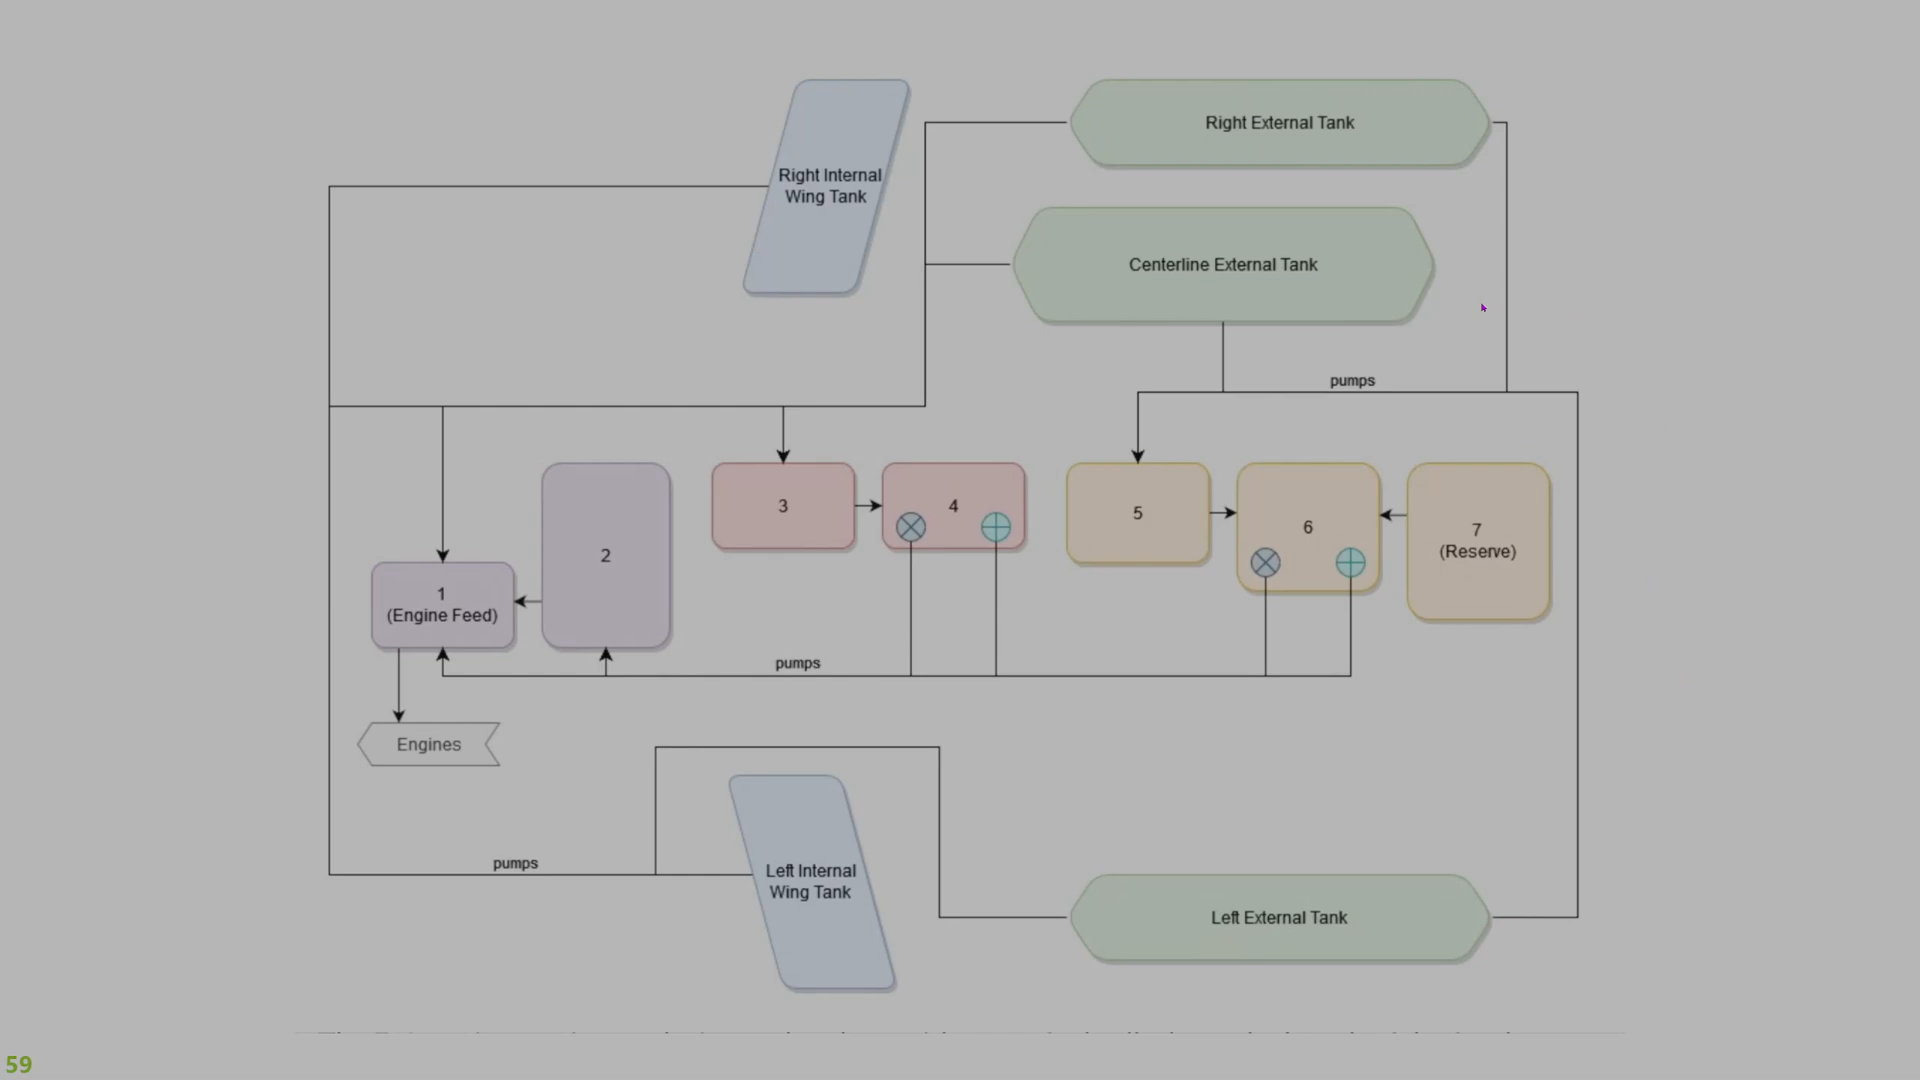 Right External Tank
Right Internal
Wing Tank
Centerline External Tank
pumps
3
4
5
6
7
(Reserve)
2
1
(Engine Feed)
pumps
Engines
pumps
Left Internal
Wing Tank
Left External Tank
59